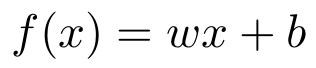 f(x) = wx + b